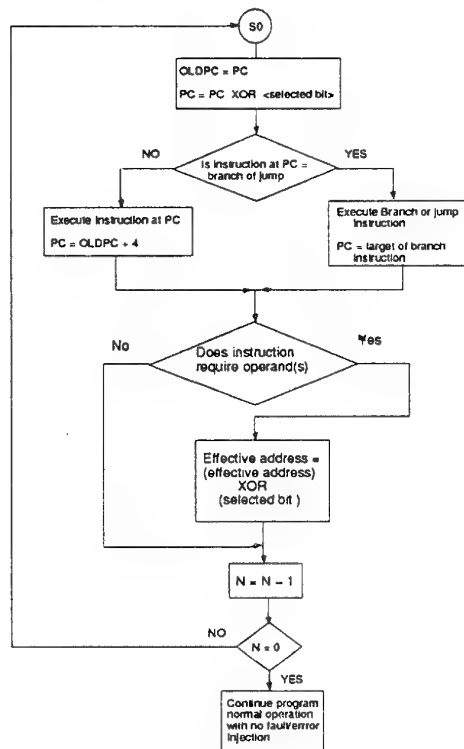 S0
OLDPC = PC
PC = PC XOR <selected bit>
NO
YES
Is instruction at PC =
branch of jump
Execute Instruction at PC
PC = OLDPC + 4
Execute Branch or jump
Instruction
PC = target of branch
Instruction
No
Yes
Does instruction
require operand(s)
Effective address =
(effective address)
XOR
(selected bit )
N = N - 1
NO
N = 0
YES
Continue program
normal operation
with no fault/error
Injection